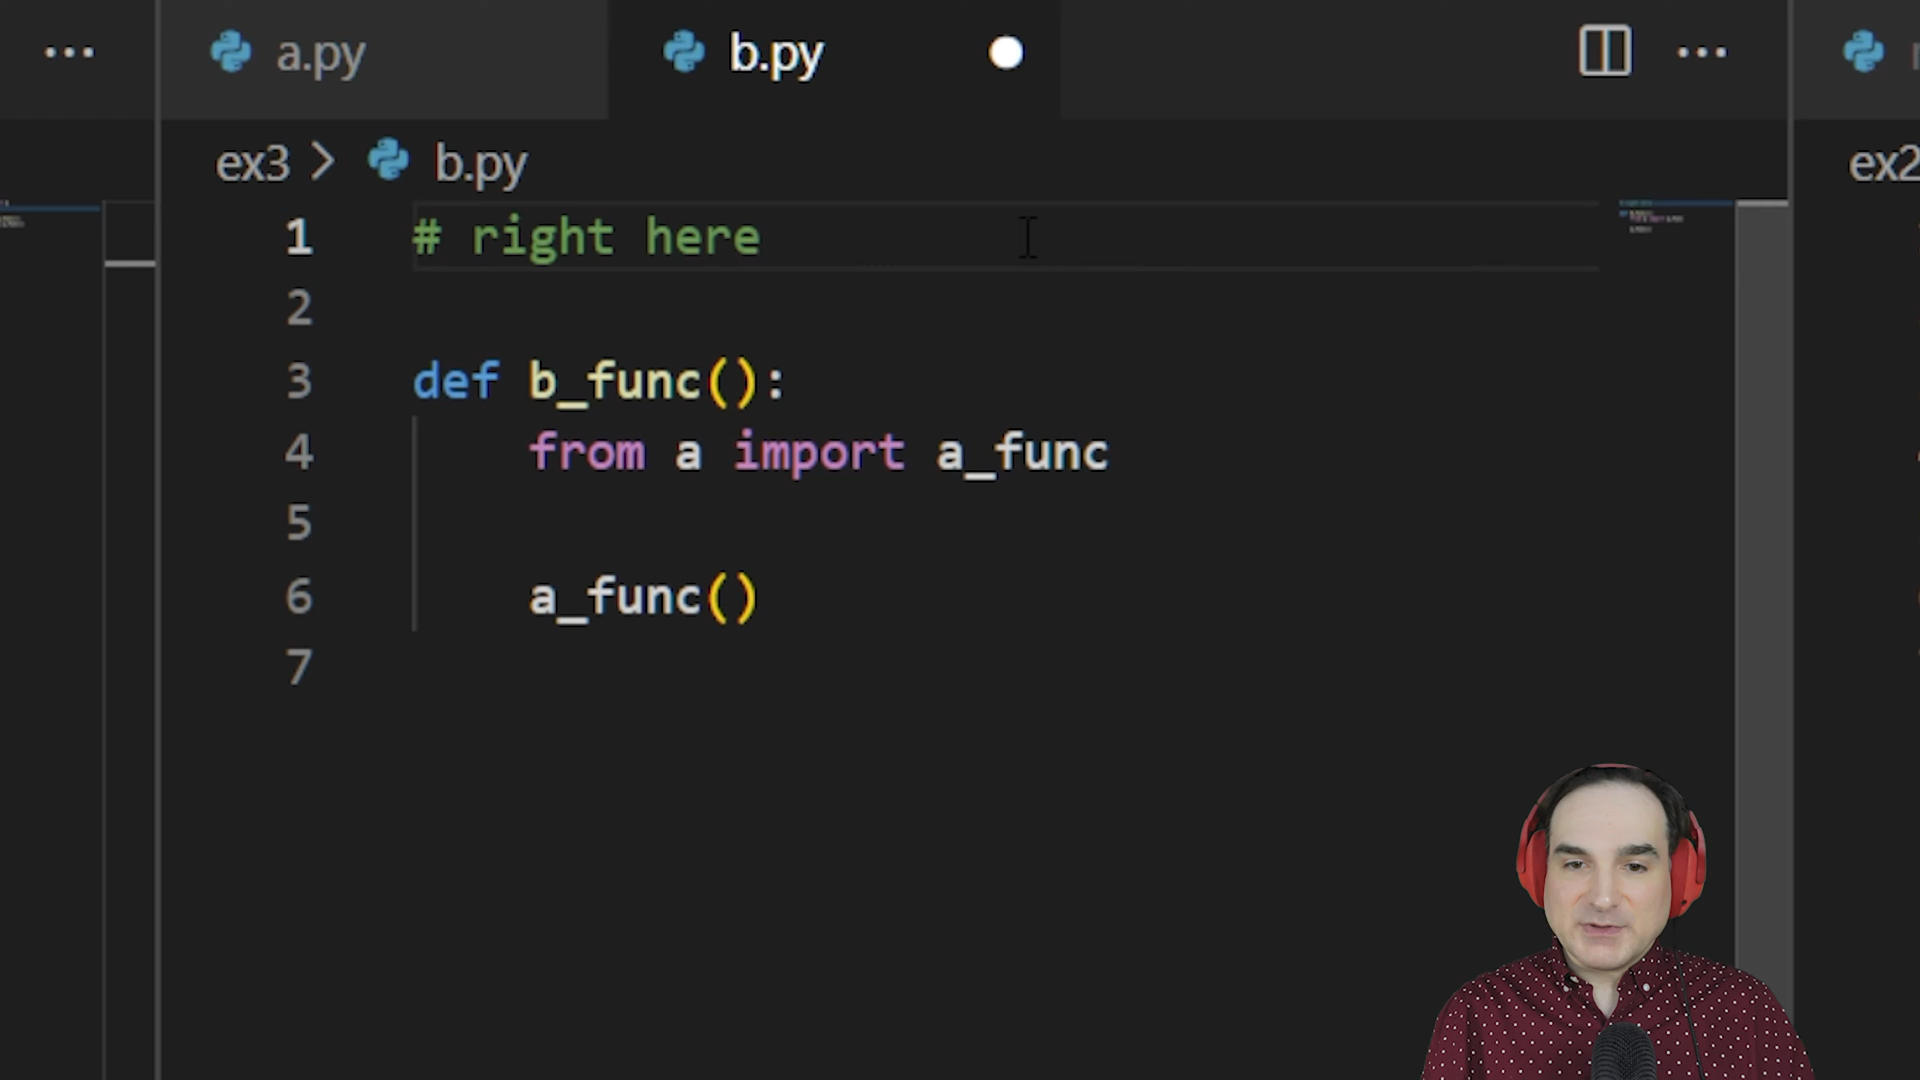 a.py
b.py
ex3 > b.py
ex2
1 # right here
2
3 def b_func():
4 from a import a_func
5
6 a_func()
7